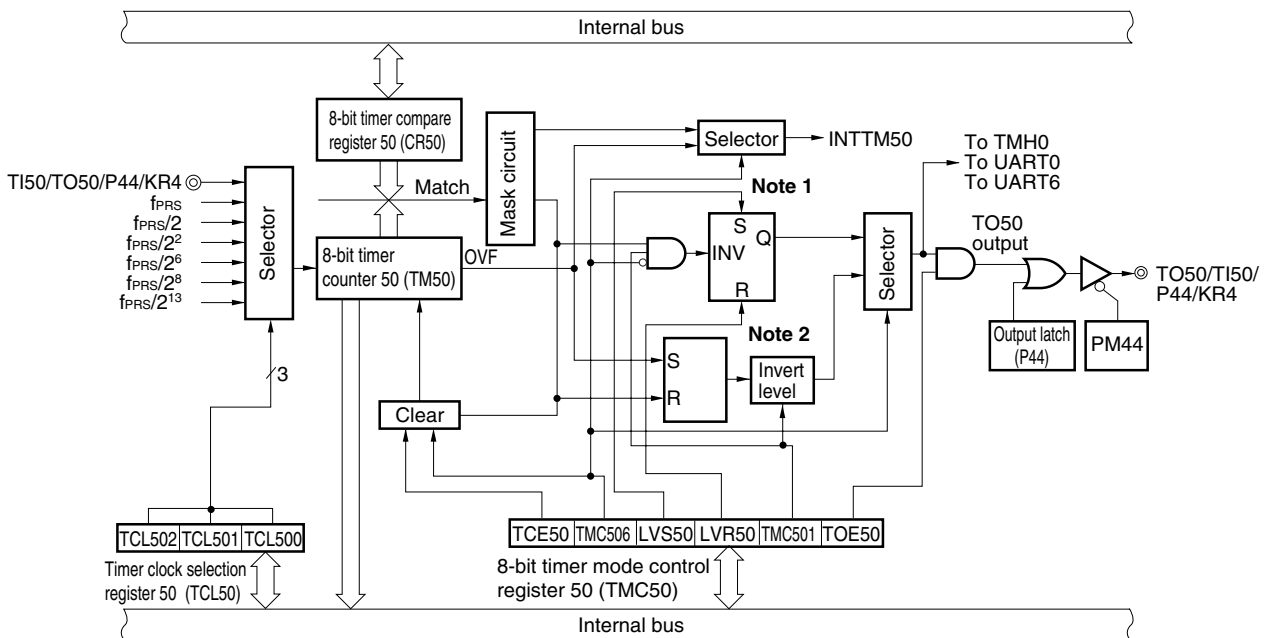 Internal bus
8-bit timer compare
register 50 (CR50)
Mask circuit
Selector
INTTM50
To TMH0
To UART0
To UART6
Match
Note 1
TI50/TO50/P44/KR4
fPRS
fPRS/2
fPRS/2²
fPRS/2⁶
fPRS/2⁸
fPRS/2¹³
Selector
8-bit timer
counter 50 (TM50)
OVF
S
INV
Q
R
Selector
TO50
output
TO50/TI50/
P44/KR4
Output latch
(P44)
PM44
Note 2
S
R
Invert
level
3
Clear
TCL502
TCL501
TCL500
Timer clock selection
register 50 (TCL50)
TCE50
TMC506
LVS50
LVR50
TMC501
TOE50
8-bit timer mode control
register 50 (TMC50)
Internal bus